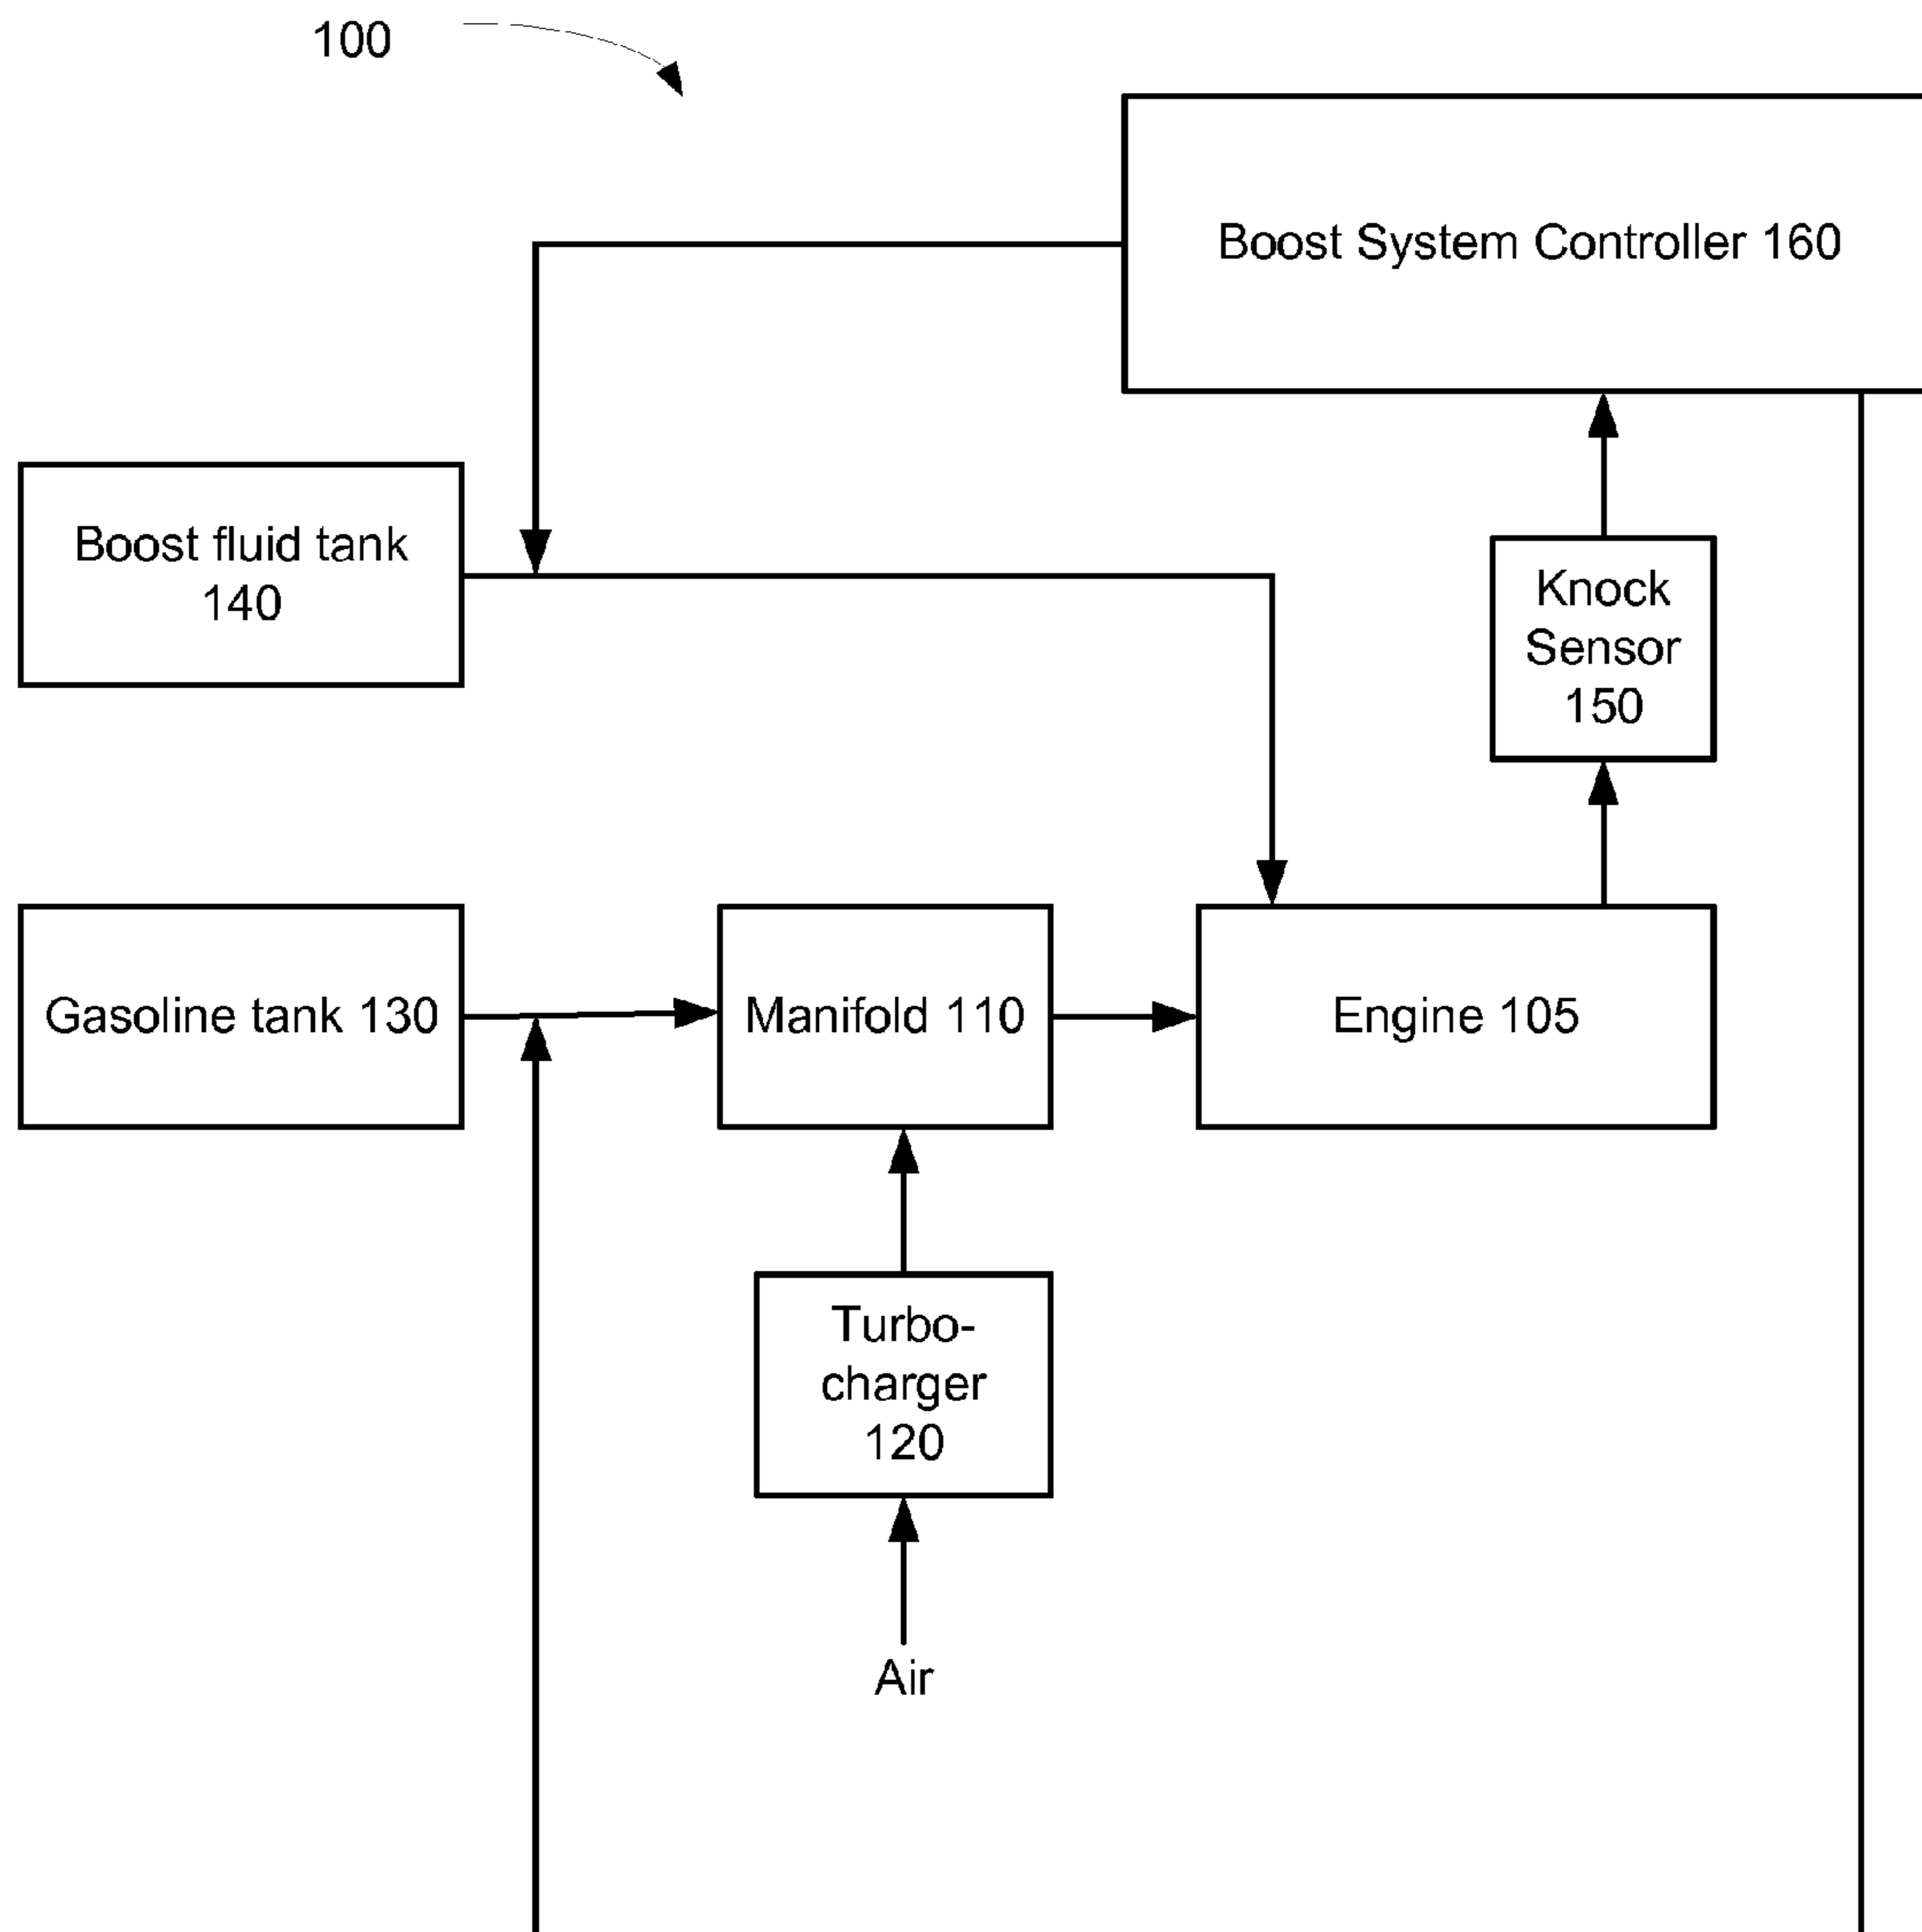 100
Boost System Controller 160
Boost fluid tank
140
Knock
Sensor
150
Gasoline tank 130
Manifold 110
Engine 105
Turbo-
charger
120
Air